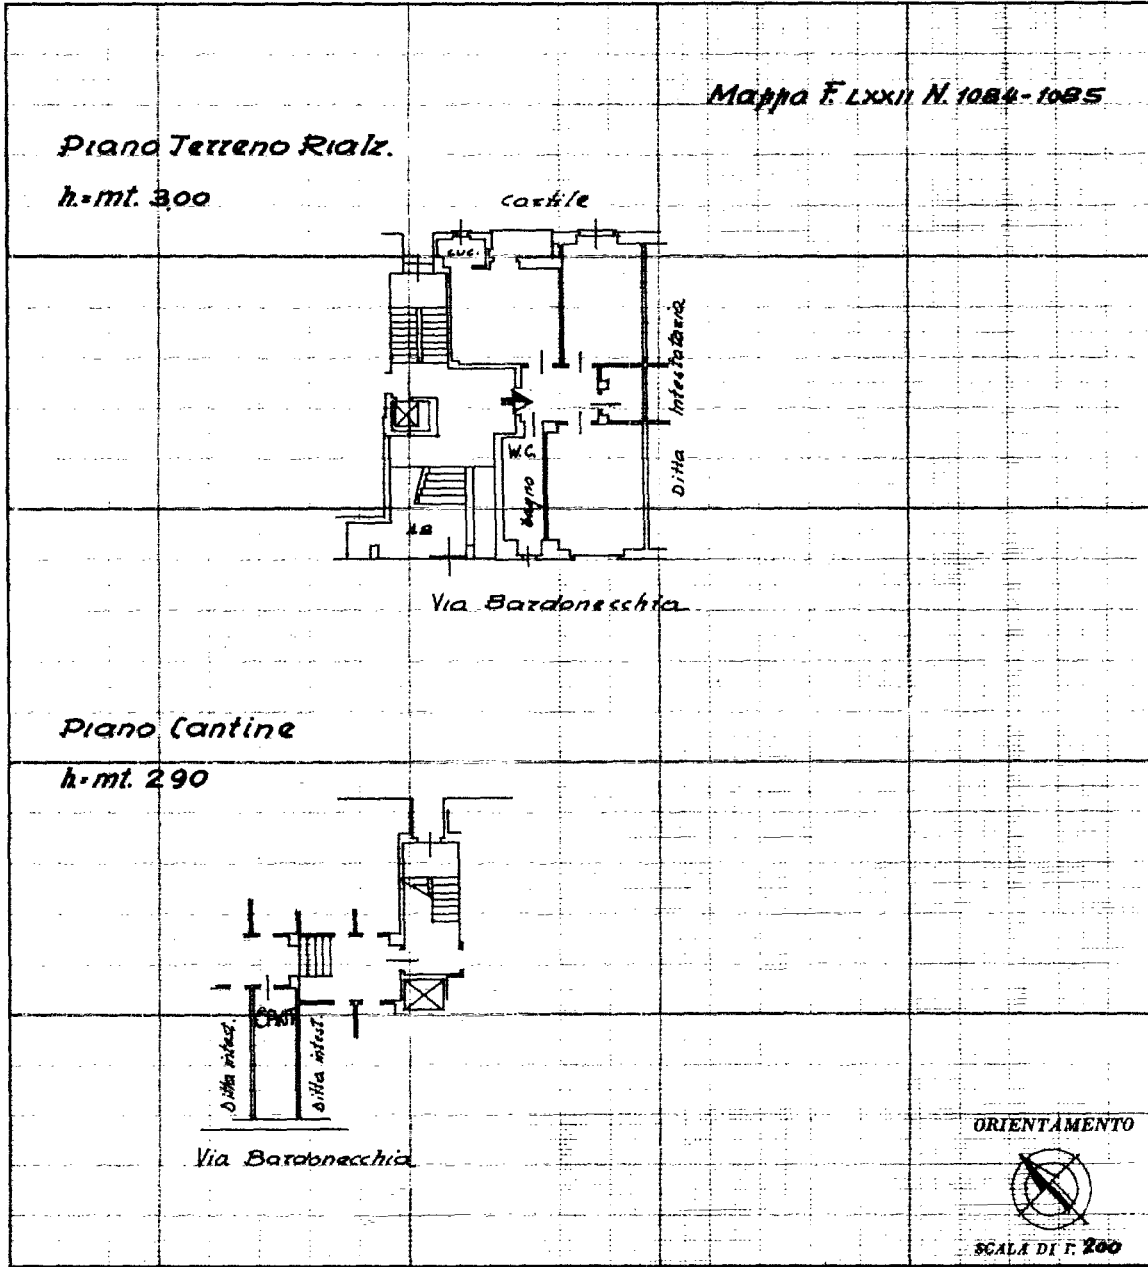 Mappa F. LXXII N. 1084-1085
Piano Terreno Rialz.
h=mt. 3,00
cortile
cuc.
Ditta Intestataria
W.C.
bagno
Via Bardonecchia
Piano Cantine
h=mt. 2.90
CANT
Ditta intest.
Ditta intest.
Via Bardonecchia
ORIENTAMENTO
SCALA DI 1: 200